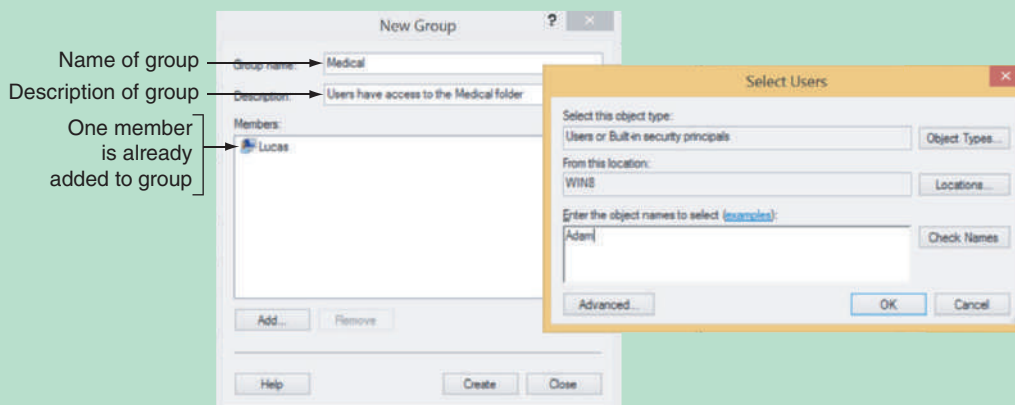 New Group
?
Name of group
Group name:
Medical
Description of group
Description:
Users have access to the Medical folder
One member
is already
added to group
Members:
Lucas
Add...
Remove
Help
Create
Close
Select Users
Select this object type:
Users or Built-in security principals
Object Types...
From this location:
WIN8
Locations...
Enter the object names to select (examples):
Adam
Check Names
Advanced...
OK
Cancel